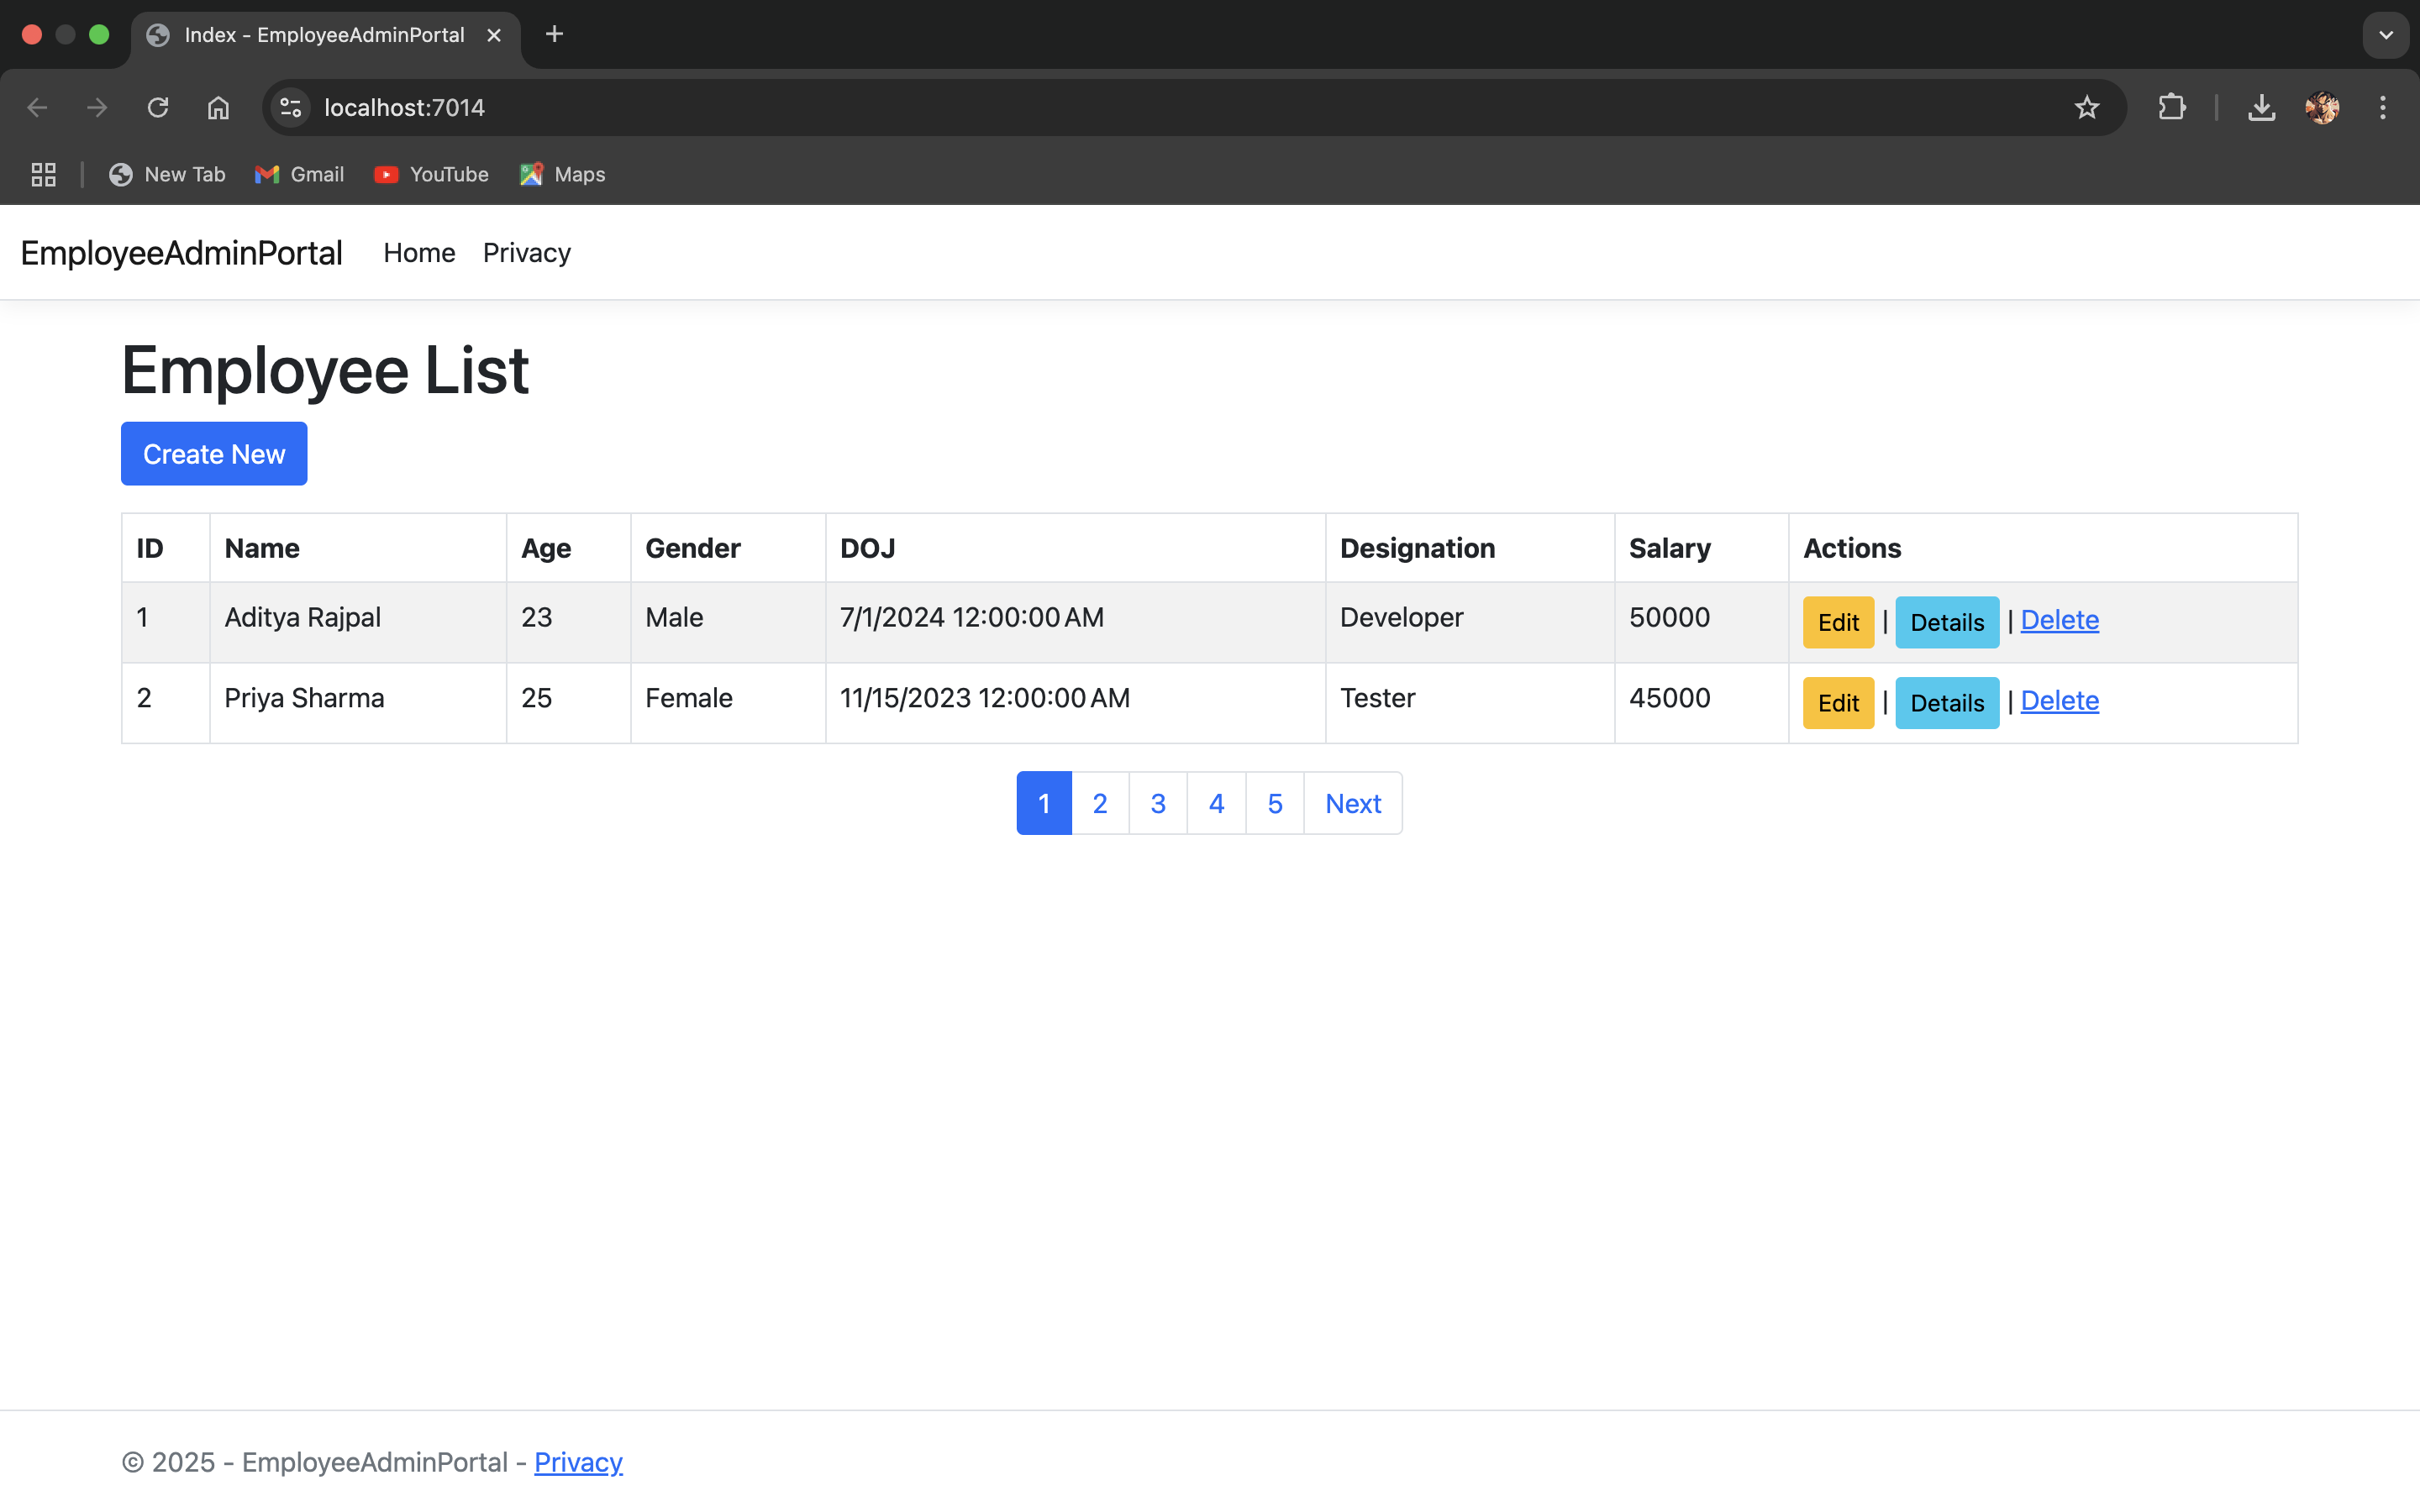 Index - EmployeeAdminPortal
localhost:7014
New Tab Gmail YouTube Maps
EmployeeAdminPortal Home Privacy
Employee List
Create New
ID Name Age Gender DOJ Designation Salary Actions
1 Aditya Rajpal 23 Male 7/1/2024 12:00:00 AM Developer 50000 Edit | Details | Delete
2 Priya Sharma 25 Female 11/15/2023 12:00:00 AM Tester 45000 Edit | Details | Delete
1 2 3 4 5 Next
© 2025 - EmployeeAdminPortal - Privacy